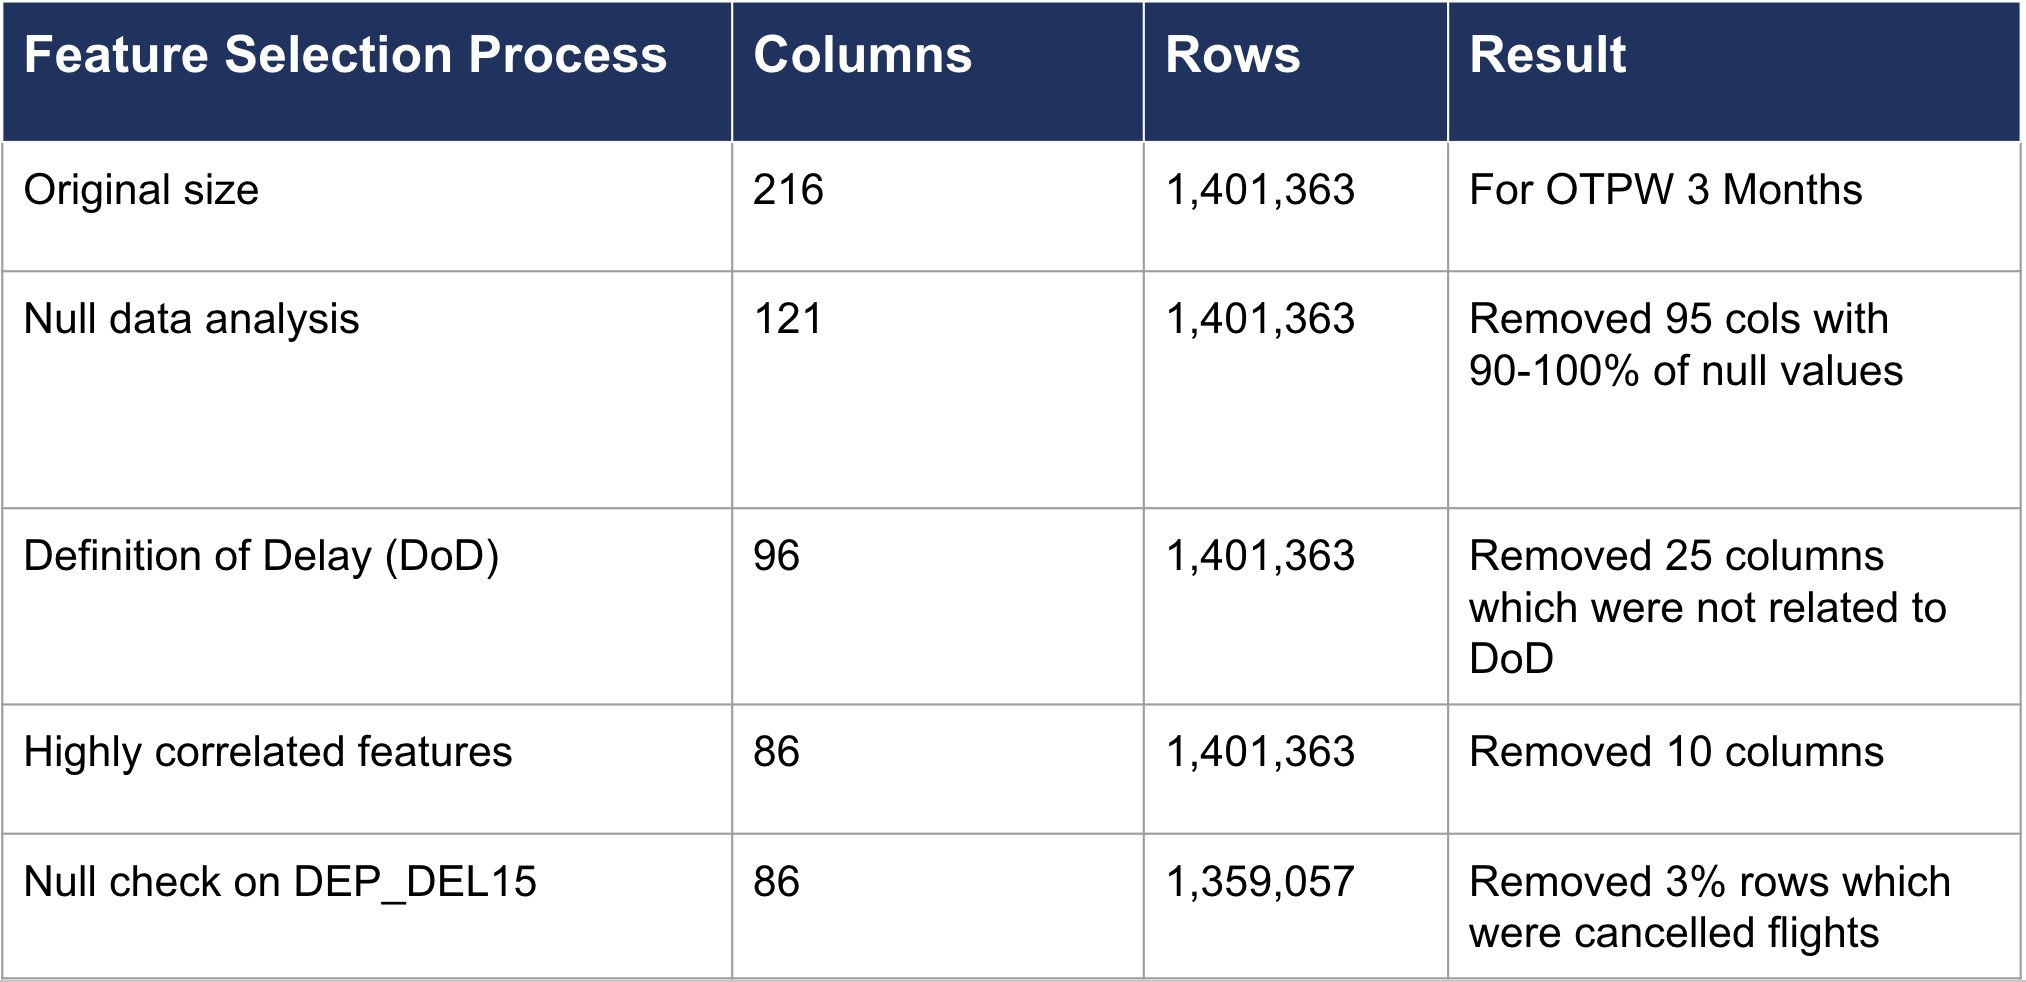 Feature Selection Process Columns Rows Result
Original size 216 1,401,363 For OTPW 3 Months
Null data analysis 121 1,401,363 Removed 95 cols with
90-100% of null values
Definition of Delay (DoD) 96 1,401,363 Removed 25 columns
which were not related to
DoD
Highly correlated features 86 1,401,363 Removed 10 columns
Null check on DEP_DEL15 86 1,359,057 Removed 3% rows which
were cancelled flights